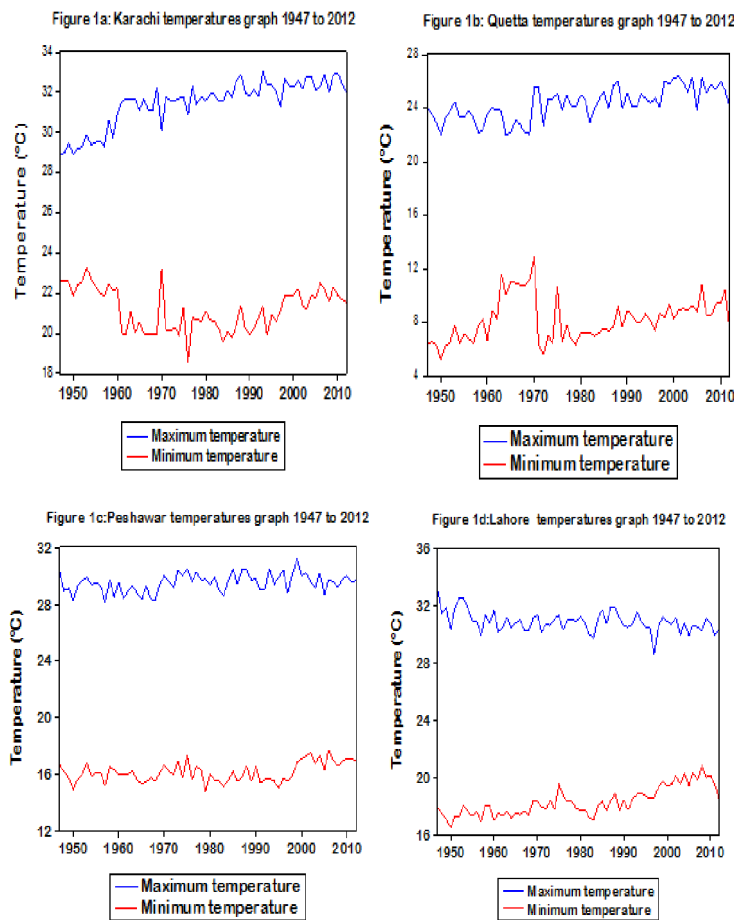 Figure 1a: Karachi temperatures graph 1947 to 2012
34
32
30
28
26
24
22
20
18
Temperature (°C)
1950 1960 1970 1980 1990 2000 2010
Maximum temperature
Minimum temperature
Figure 1b: Quetta temperatures graph 1947 to 2012
28
24
20
16
12
8
4
Temperature (°C)
1950 1960 1970 1980 1990 2000 2010
Maximum temperature
Minimum temperature
Figure 1c:Peshawar temperatures graph 1947 to 2012
32
28
24
20
16
12
Temperature (°C)
1950 1960 1970 1980 1990 2000 2010
Maximum temperature
Minimum temperature
Figure 1d:Lahore temperatures graph 1947 to 2012
36
32
28
24
20
16
Temperature (°C)
1950 1960 1970 1980 1990 2000 2010
Maximum temperature
Minimum temperature